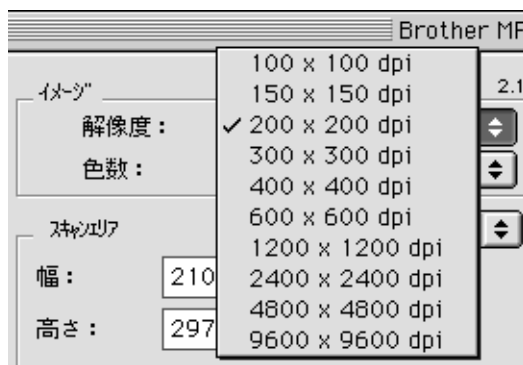 Brother MF
イメージ
2.1
解像度：
色数：
100 x 100 dpi
150 x 150 dpi
✓ 200 x 200 dpi
300 x 300 dpi
400 x 400 dpi
600 x 600 dpi
1200 x 1200 dpi
2400 x 2400 dpi
4800 x 4800 dpi
9600 x 9600 dpi
スキャンエリア
幅：
210
高さ：
297